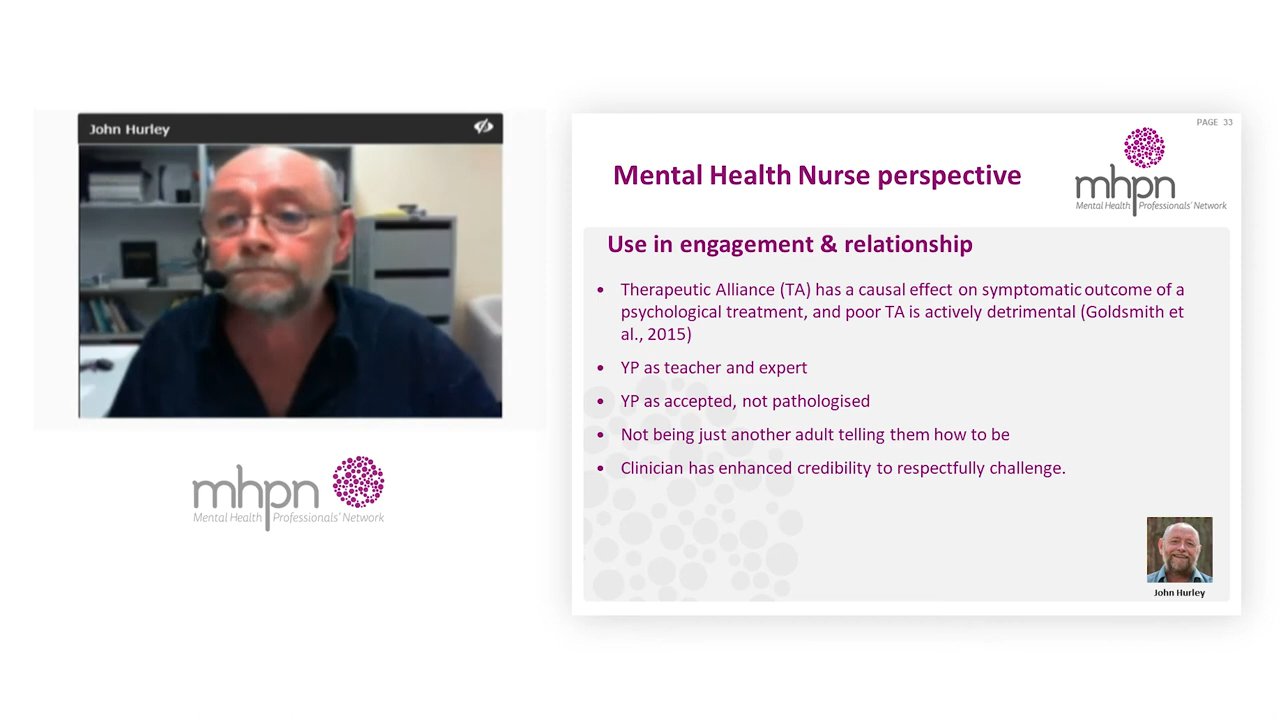 John Hurley
mhpn
Mental Health Professionals' Network
PAGE 33
Mental Health Nurse perspective
mhpn
Mental Health Professionals' Network
Use in engagement & relationship
• Therapeutic Alliance (TA) has a causal effect on symptomatic outcome of a
psychological treatment, and poor TA is actively detrimental (Goldsmith et
al., 2015)
• YP as teacher and expert
• YP as accepted, not pathologised
• Not being just another adult telling them how to be
• Clinician has enhanced credibility to respectfully challenge.
John Hurley